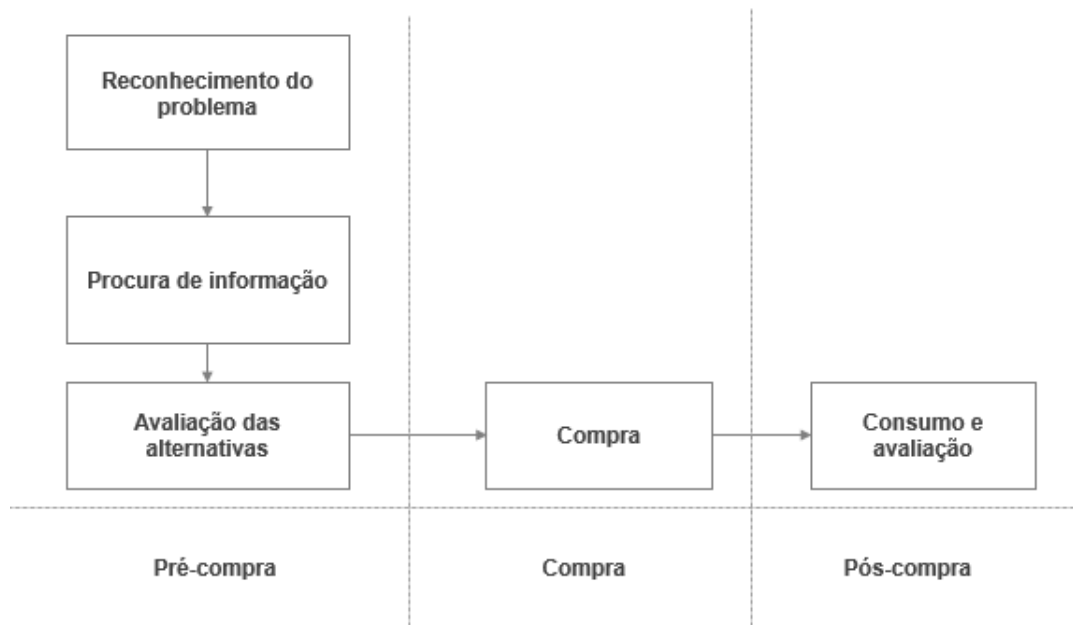 Reconhecimento do
problema
Procura de informação
Avaliação das
alternativas
Compra
Consumo e
avaliação
Pré-compra
Compra
Pós-compra